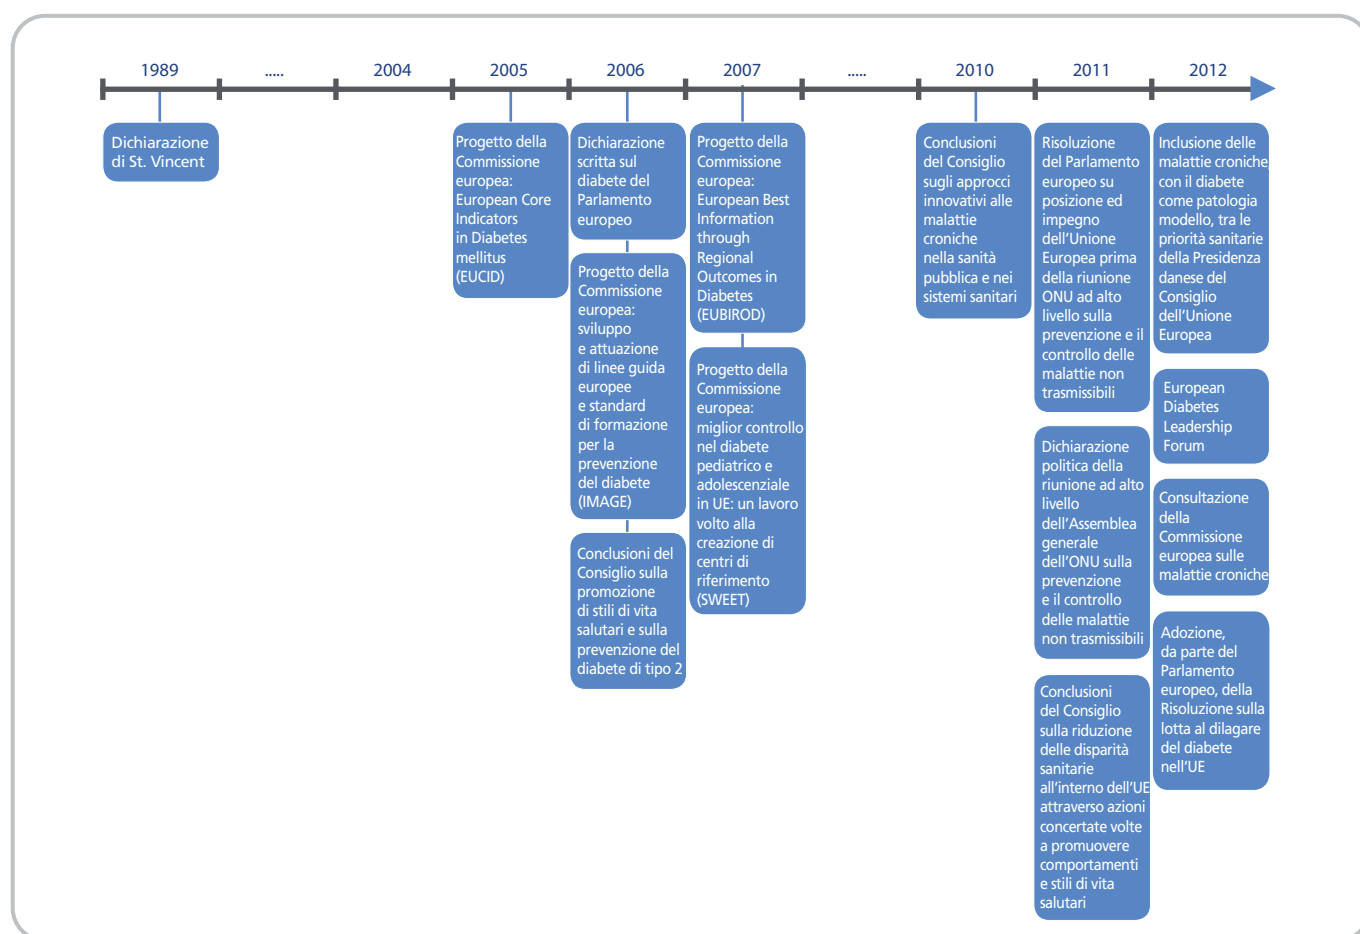 1989
.....
2004
2005
2006
2007
.....
2010
2011
2012
Dichiarazione
di St. Vincent
Progetto della
Commissione
europea:
European Core
Indicators
in Diabetes
mellitus
(EUCID)
Dichiarazione
scritta sul
diabete del
Parlamento
europeo
Progetto della
Commissione
europea:
sviluppo
e attuazione
di linee guida
europee
e standard
di formazione
per la
prevenzione
del diabete
(IMAGE)
Conclusioni del
Consiglio sulla
promozione
di stili di vita
salutari e sulla
prevenzione del
diabete di tipo 2
Progetto della
Commissione
europea:
European Best
Information
through
Regional
Outcomes in
Diabetes
(EUBIROD)
Progetto della
Commissione
europea:
miglior controllo
nel diabete
pediatrico e
adolescenziale
in UE: un lavoro
volto alla
creazione di
centri di
riferimento
(SWEET)
Conclusioni
del Consiglio
sugli approcci
innovativi alle
malattie
croniche
nella sanità
pubblica e nei
sistemi sanitari
Risoluzione
del Parlamento
europeo su
posizione ed
impegno
dell'Unione
Europea prima
della riunione
ONU ad alto
livello sulla
prevenzione e il
controllo delle
malattie non
trasmissibili
Dichiarazione
politica della
riunione ad alto
livello
dell'Assemblea
generale
dell'ONU sulla
prevenzione
e il controllo
delle malattie
non trasmissibili
Conclusioni
del Consiglio
sulla riduzione
delle disparità
sanitarie
all'interno dell'UE
attraverso azioni
concertate volte
a promuovere
comportamenti
e stili di vita
salutari
Inclusione delle
malattie croniche,
con il diabete
come patologia
modello, tra le
priorità sanitarie
della Presidenza
danese del
Consiglio
dell'Unione
Europea
European
Diabetes
Leadership
Forum
Consultazione
della
Commissione
europea sulle
malattie croniche
Adozione,
da parte del
Parlamento
europeo, della
Risoluzione sulla
lotta al dilagare
del diabete
nell'UE